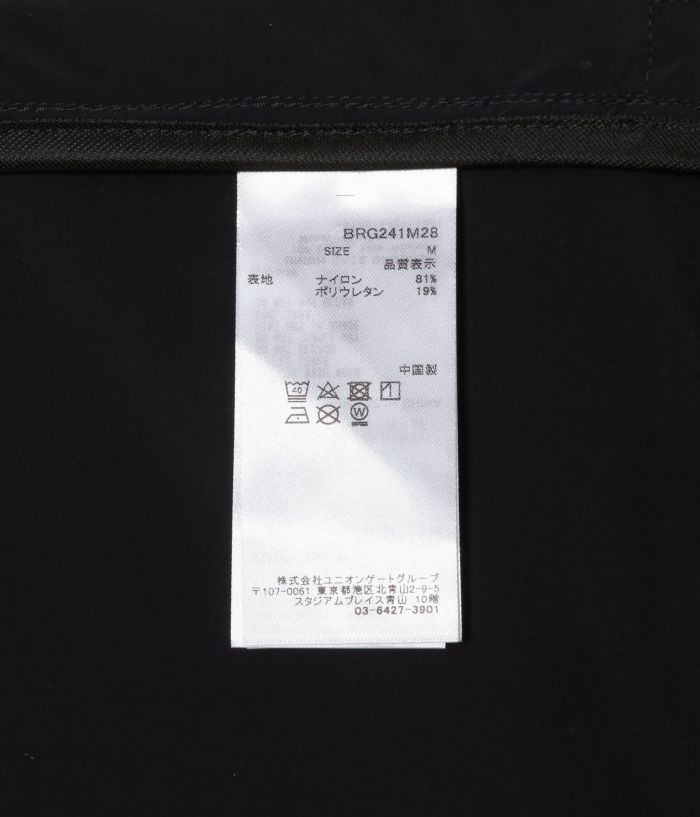 BRG241M28
SIZE M
品質表示
表地 ナイロン 81%
ポリウレタン 19%
中国製
40
W
株式会社ユニオンゲートグループ
〒107-0061 東京都港区北青山2-9-5
スタジアムプレイス青山 10階
03-6427-3901